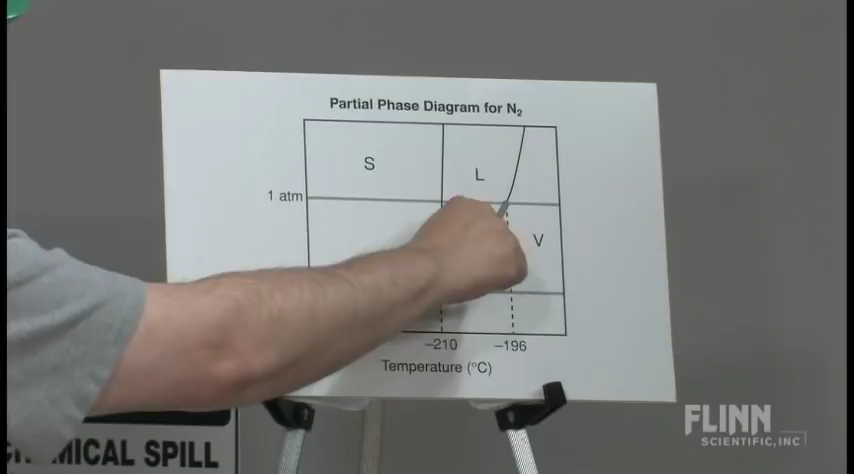 Partial Phase Diagram for N₂
S
L
1 atm
V
–210
–196
Temperature (°C)
MICAL SPILL
FLINN
SCIENTIFIC, INC